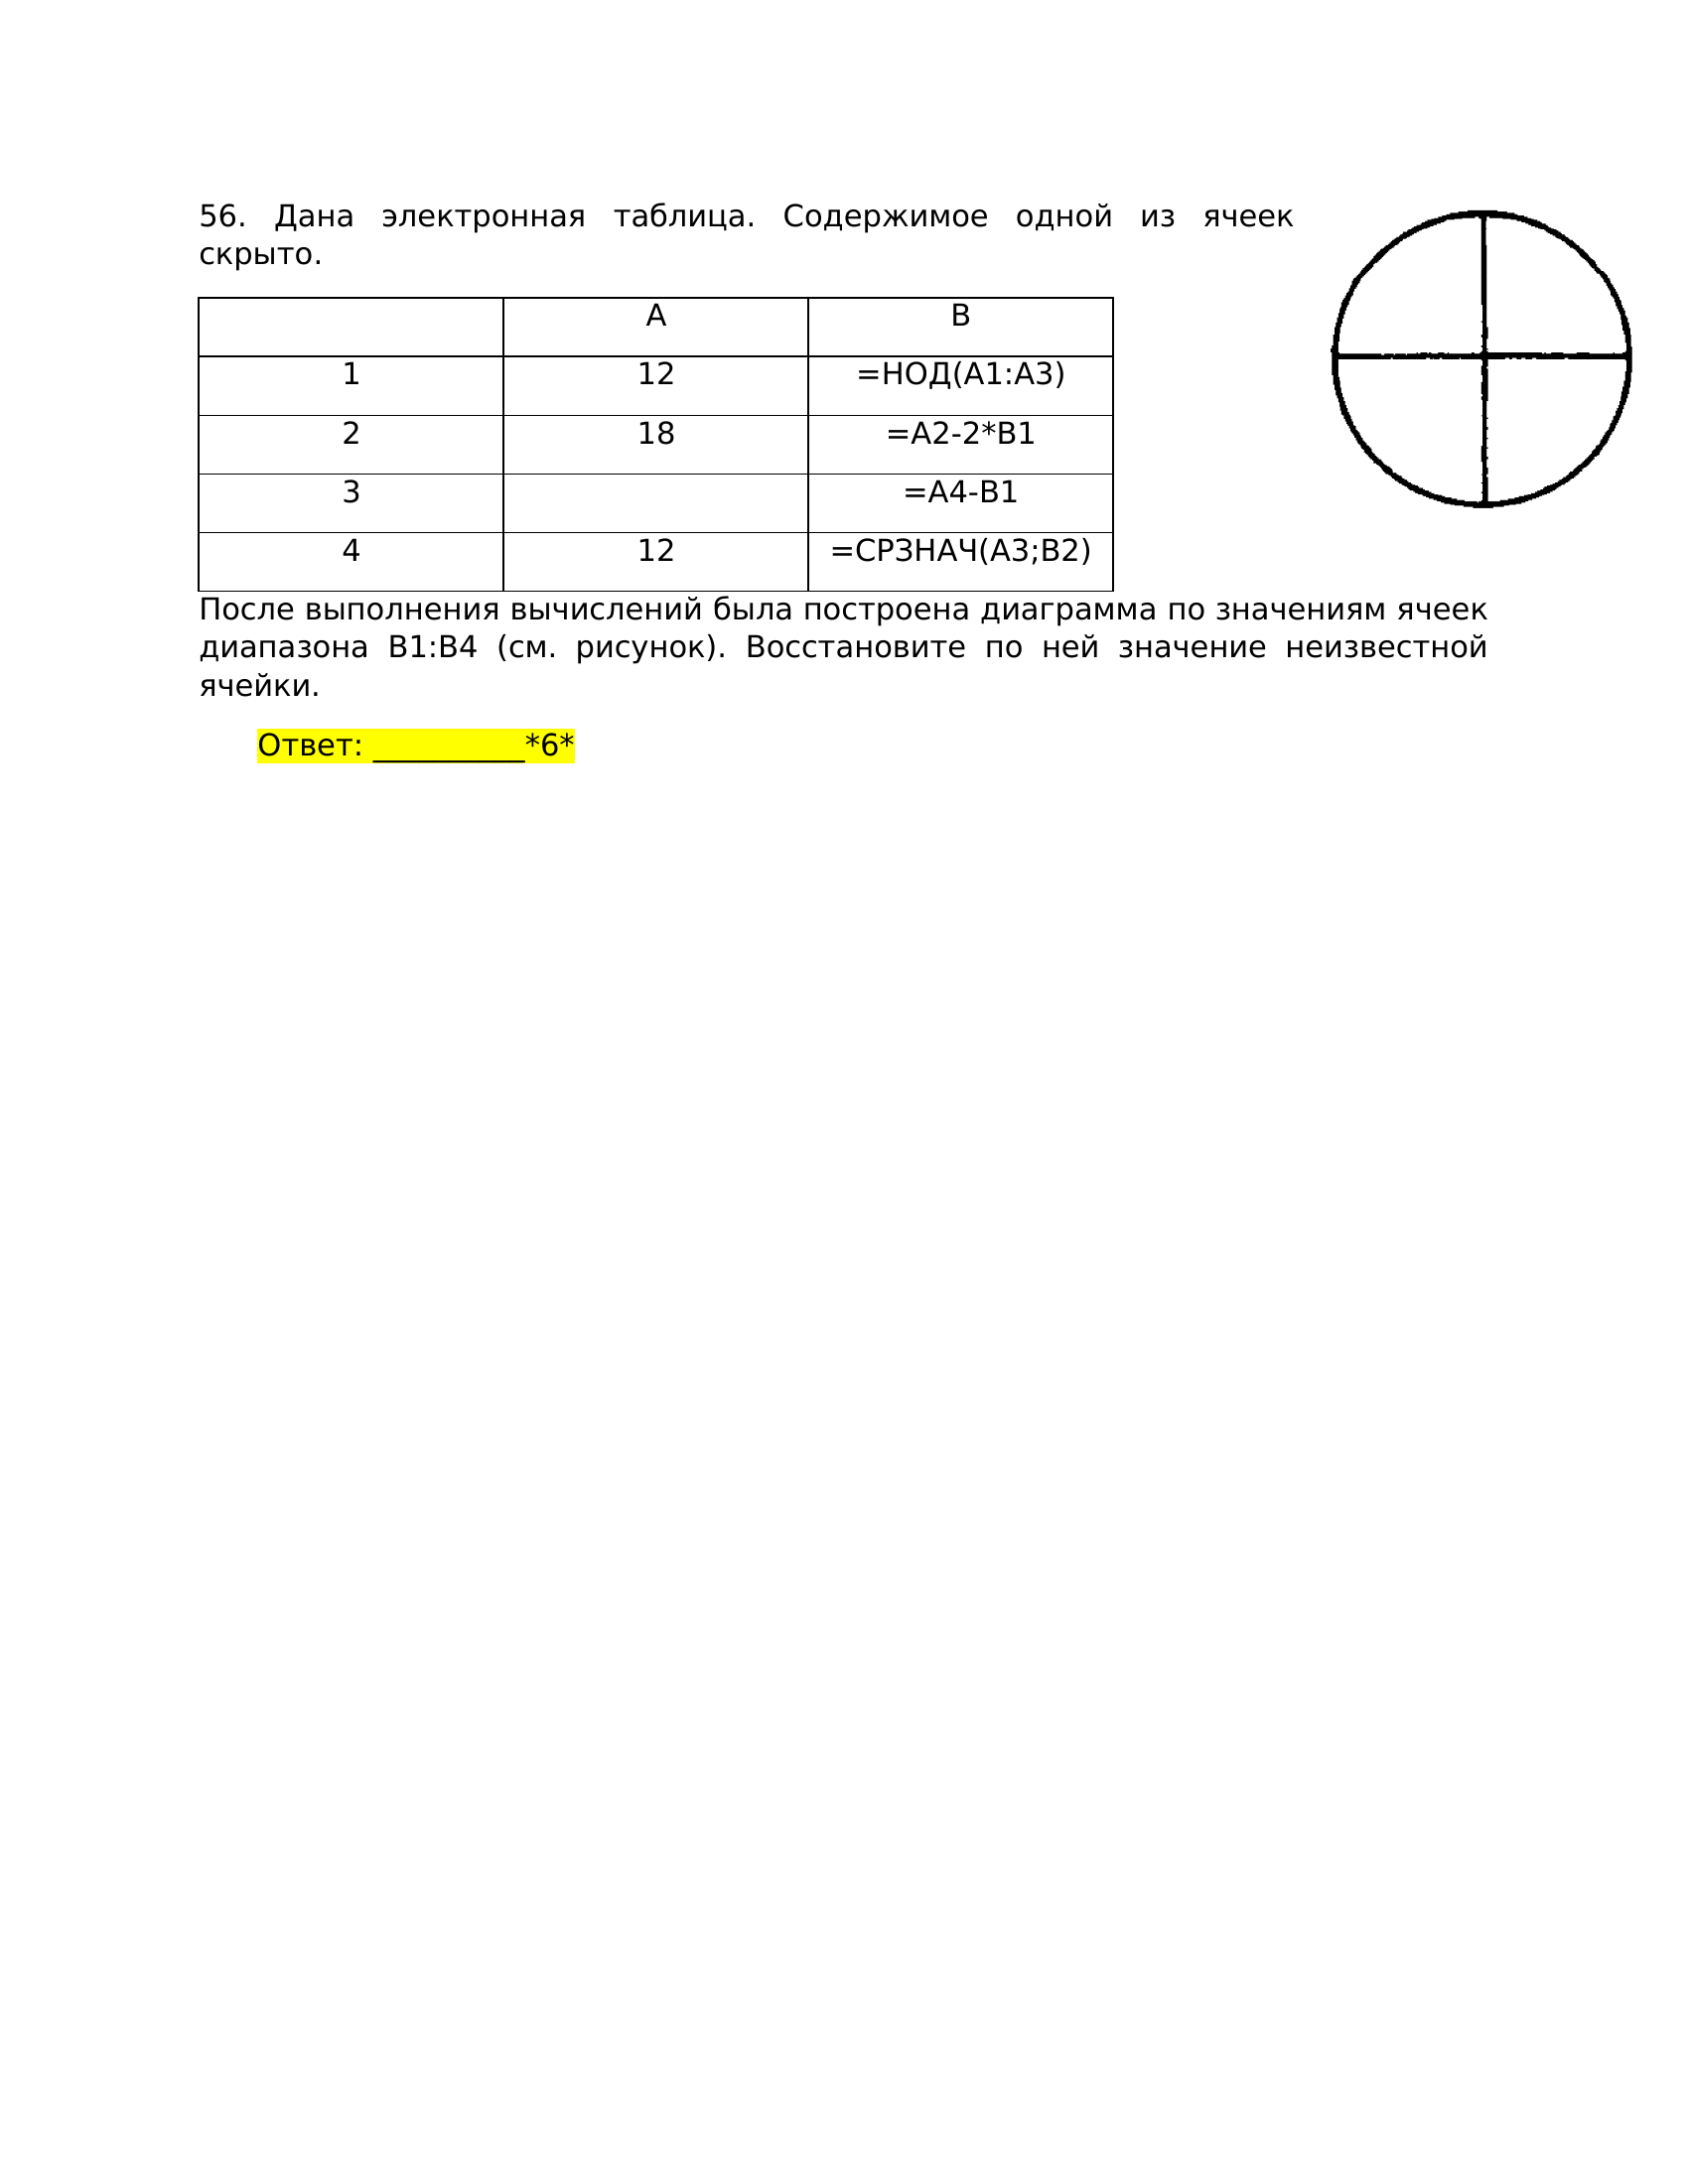 56. Дана электронная таблица. Содержимое одной из ячеек
скрыто.
A B
1 12 =НОД(A1:A3)
2 18 =A2-2*B1
3 =A4-B1
4 12 =СРЗНАЧ(A3;B2)
После выполнения вычислений была построена диаграмма по значениям ячеек
диапазона B1:B4 (см. рисунок). Восстановите по ней значение неизвестной
ячейки.
Ответ: __________*6*